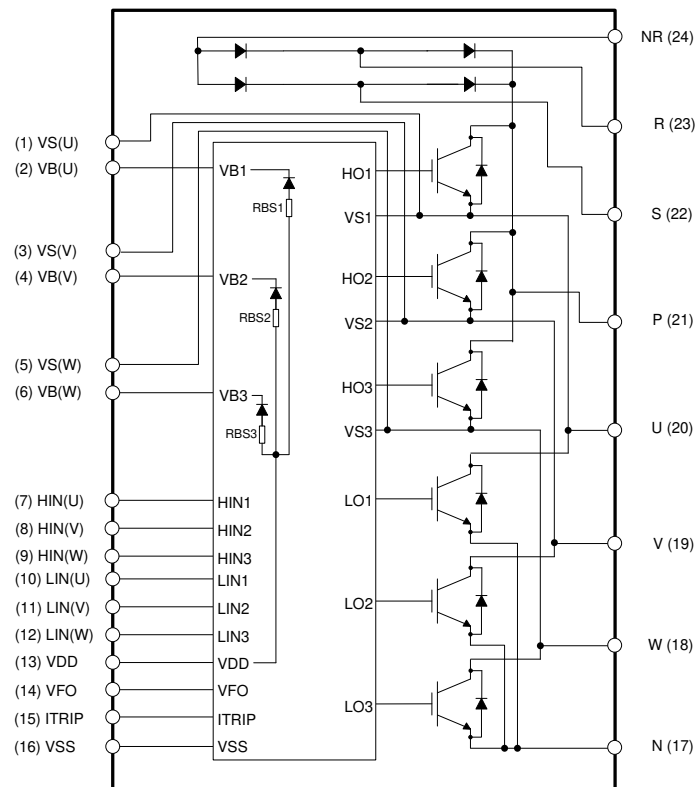 NR (24)
R (23)
S (22)
P (21)
U (20)
V (19)
W (18)
N (17)
(1) VS(U)
(2) VB(U)
(3) VS(V)
(4) VB(V)
(5) VS(W)
(6) VB(W)
(7) HIN(U)
(8) HIN(V)
(9) HIN(W)
(10) LIN(U)
(11) LIN(V)
(12) LIN(W)
(13) VDD
(14) VFO
(15) ITRIP
(16) VSS
VB1
RBS1
VB2
RBS2
VB3
RBS3
HIN1
HIN2
HIN3
LIN1
LIN2
LIN3
VDD
VFO
ITRIP
VSS
HO1
VS1
HO2
VS2
HO3
VS3
LO1
LO2
LO3